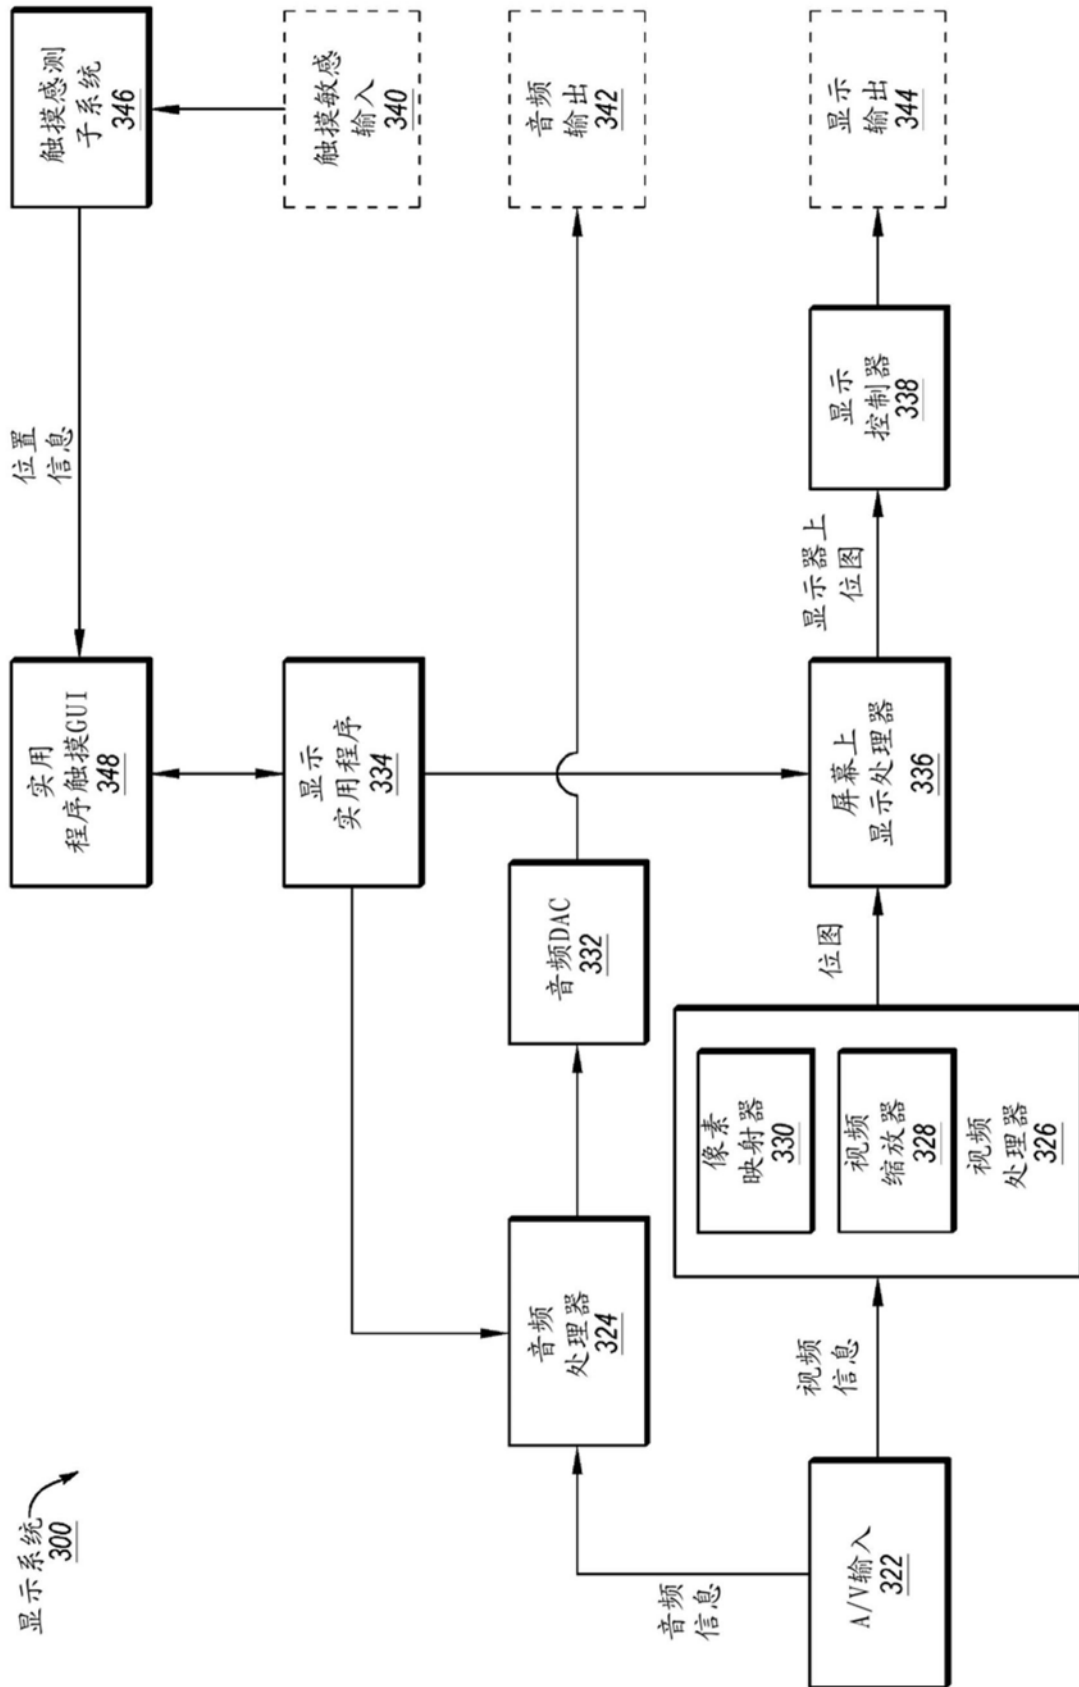 显示系统
300
实用
程序触摸GUI
348
位置
信息
触摸感测
子系统
346
显示
实用程序
334
触摸敏感
输入
340
音频
信息
音频
处理器
324
音频DAC
332
音频
输出
342
像素
映射器
330
A/V输入
322
视频
信息
视频
缩放器
328
视频
处理器
326
位图
屏幕上
显示处理器
336
显示器上
位图
显示
控制器
338
显示
输出
344